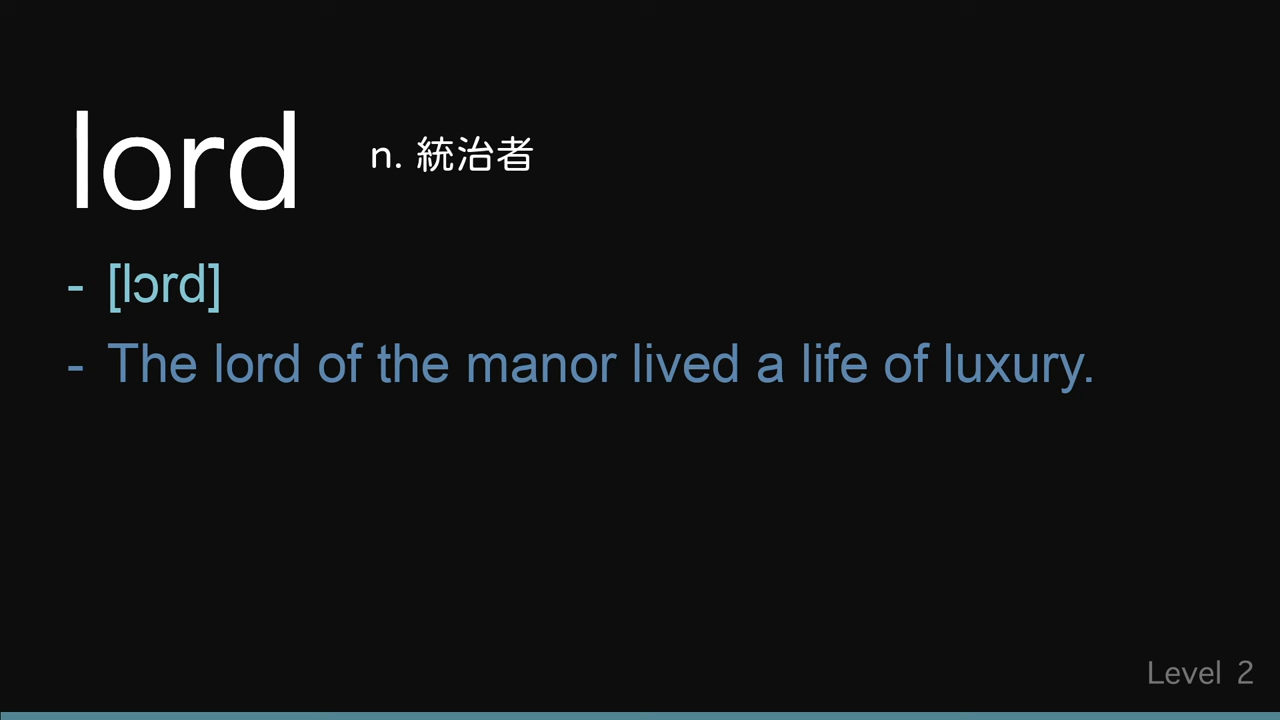 lord n. 統治者
- [lɔrd]
- The lord of the manor lived a life of luxury.
Level 2